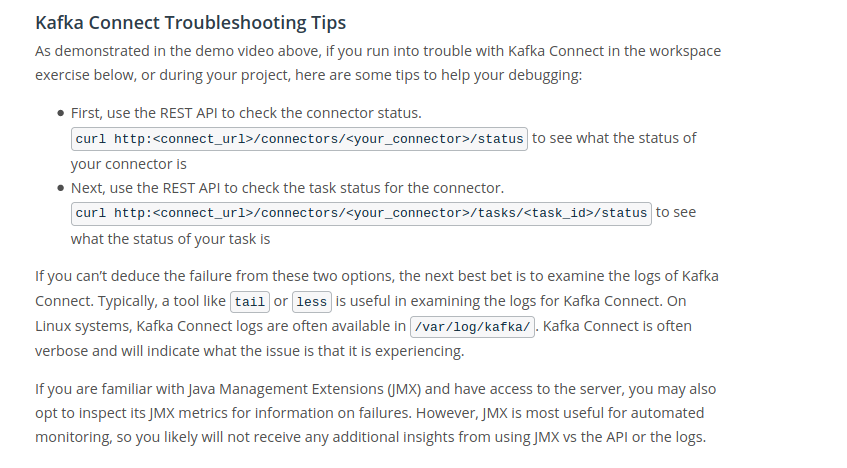 Kafka Connect Troubleshooting Tips
As demonstrated in the demo video above, if you run into trouble with Kafka Connect in the workspace
exercise below, or during your project, here are some tips to help your debugging:
● First, use the REST API to check the connector status.
curl http:<connect_url>/connectors/<your_connector>/status to see what the status of
your connector is
● Next, use the REST API to check the task status for the connector.
curl http:<connect_url>/connectors/<your_connector>/tasks/<task_id>/status to see
what the status of your task is
If you can’t deduce the failure from these two options, the next best bet is to examine the logs of Kafka
Connect. Typically, a tool like tail or less is useful in examining the logs for Kafka Connect. On
Linux systems, Kafka Connect logs are often available in /var/log/kafka/ . Kafka Connect is often
verbose and will indicate what the issue is that it is experiencing.
If you are familiar with Java Management Extensions (JMX) and have access to the server, you may also
opt to inspect its JMX metrics for information on failures. However, JMX is most useful for automated
monitoring, so you likely will not receive any additional insights from using JMX vs the API or the logs.